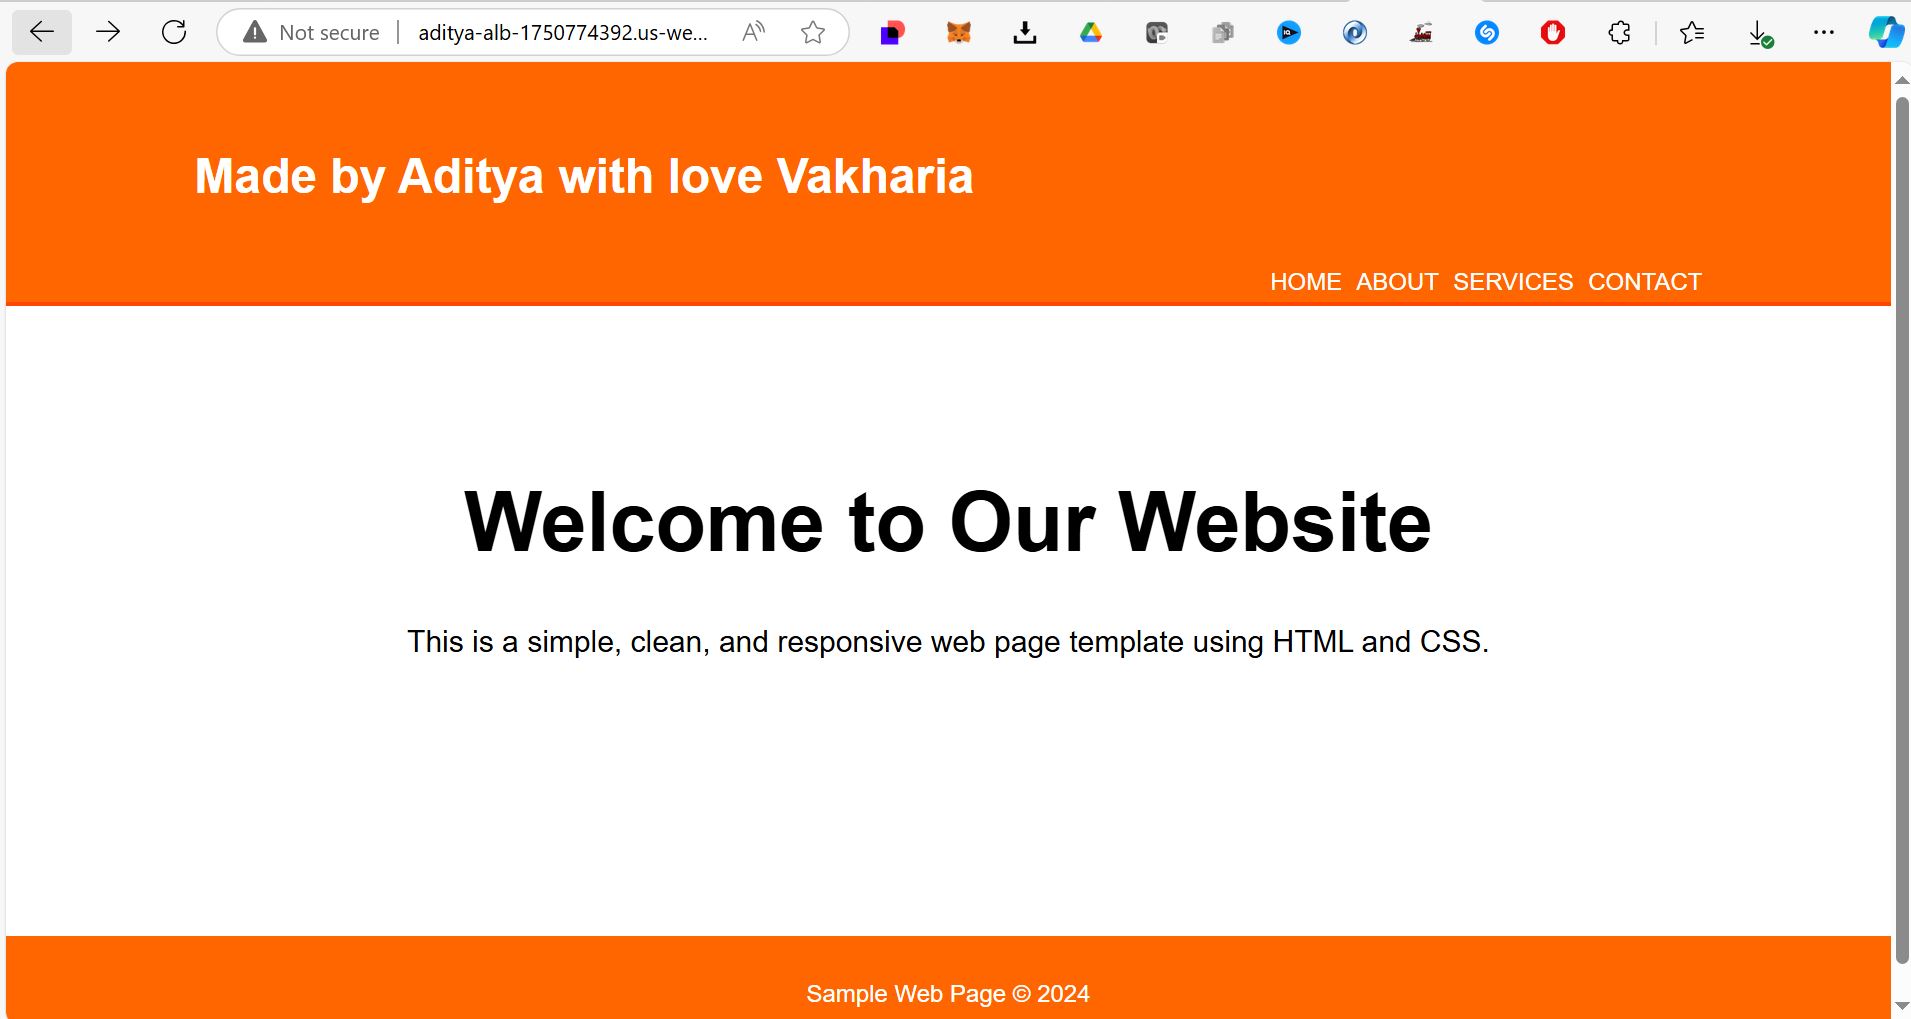 Not secure
aditya-alb-1750774392.us-we...
Made by Aditya with love Vakharia
HOME ABOUT SERVICES CONTACT
Welcome to Our Website
This is a simple, clean, and responsive web page template using HTML and CSS.
Sample Web Page © 2024